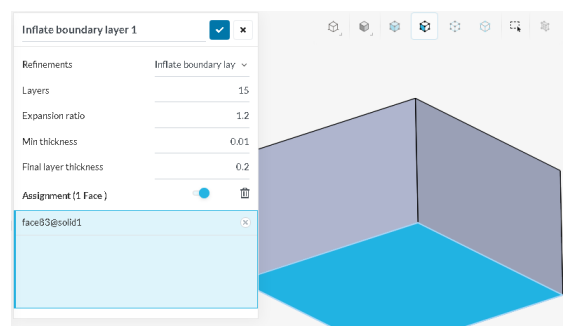 Inflate boundary layer 1
Refinements Inflate boundary lay
Layers 15
Expansion ratio 1.2
Min thickness 0.01
Final layer thickness 0.2
Assignment (1 Face )
face83@solid1